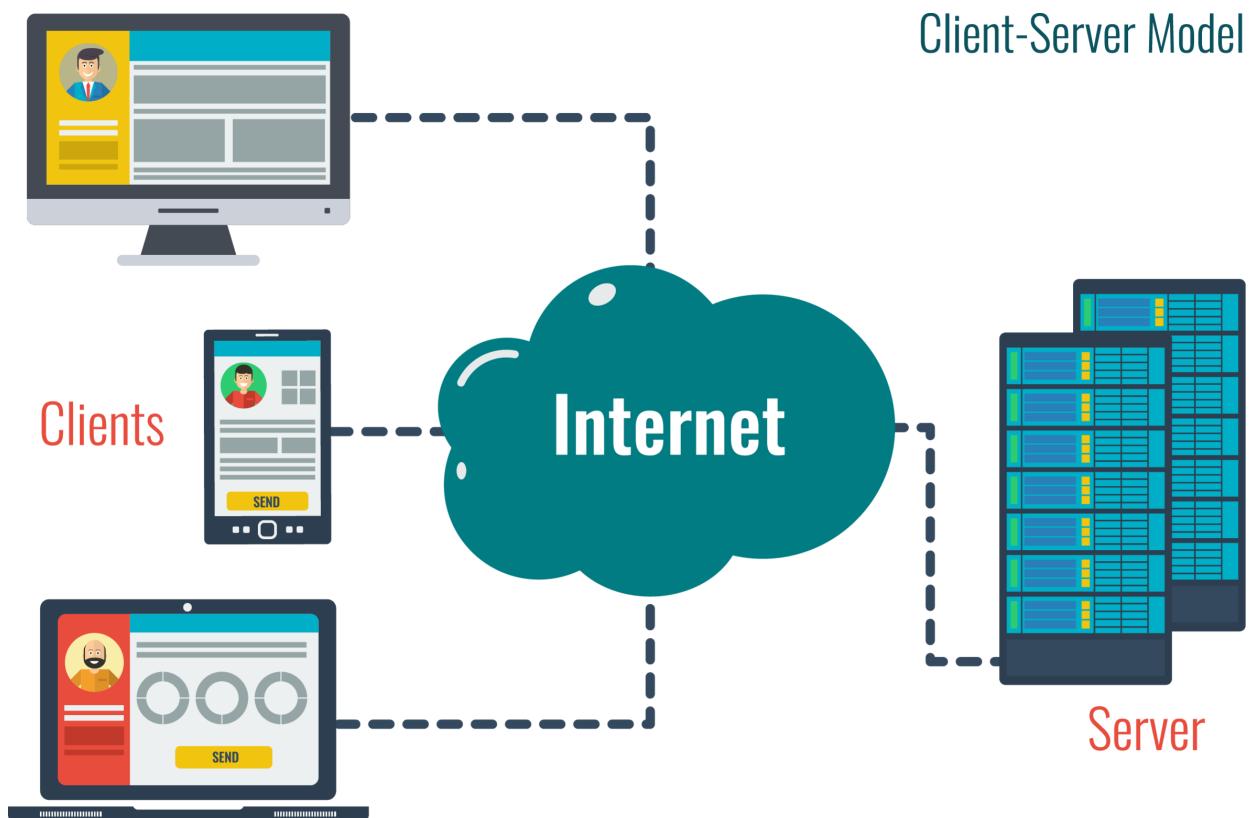 Client-Server Model
Clients
SEND
Internet
SEND
Server